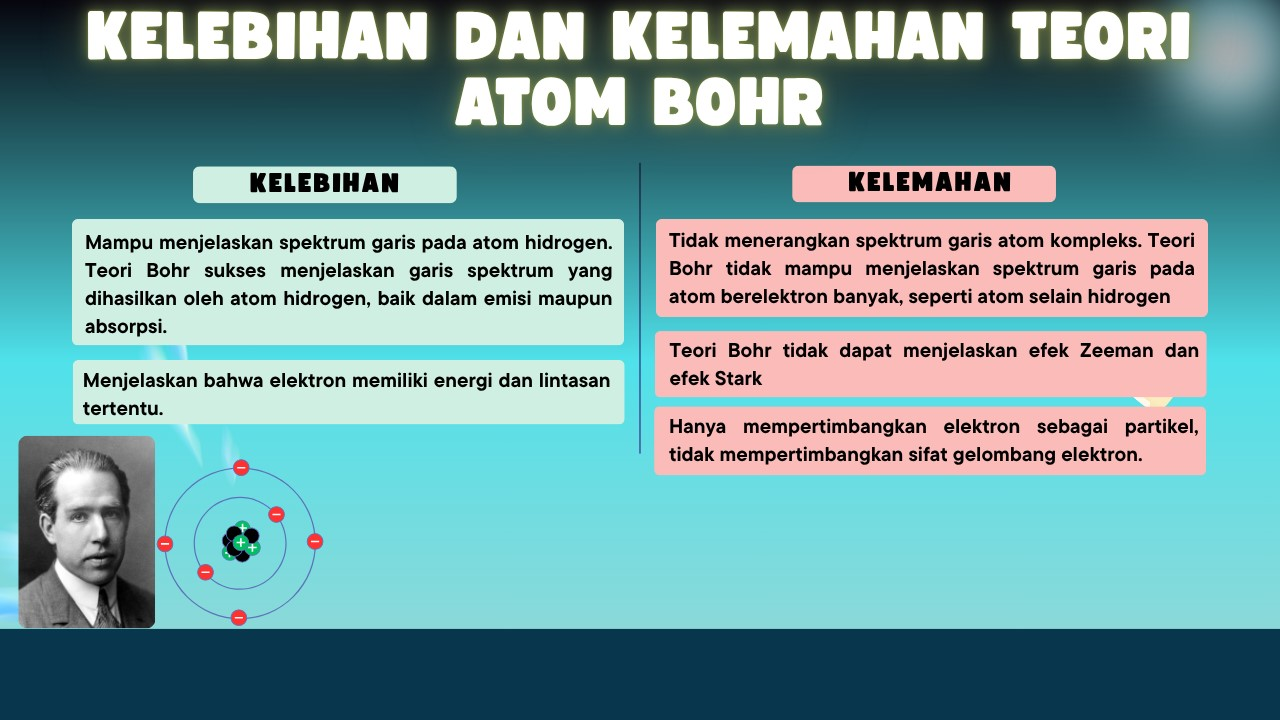 KELEBIHAN DAN KELEMAHAN TEORI
ATOM BOHR
KELEBIHAN
Mampu menjelaskan spektrum garis pada atom hidrogen.
Teori Bohr sukses menjelaskan garis spektrum yang
dihasilkan oleh atom hidrogen, baik dalam emisi maupun
absorpsi.
Menjelaskan bahwa elektron memiliki energi dan lintasan
tertentu.
KELEMAHAN
Tidak menerangkan spektrum garis atom kompleks. Teori
Bohr tidak mampu menjelaskan spektrum garis pada
atom berelektron banyak, seperti atom selain hidrogen
Teori Bohr tidak dapat menjelaskan efek Zeeman dan
efek Stark
Hanya mempertimbangkan elektron sebagai partikel,
tidak mempertimbangkan sifat gelombang elektron.